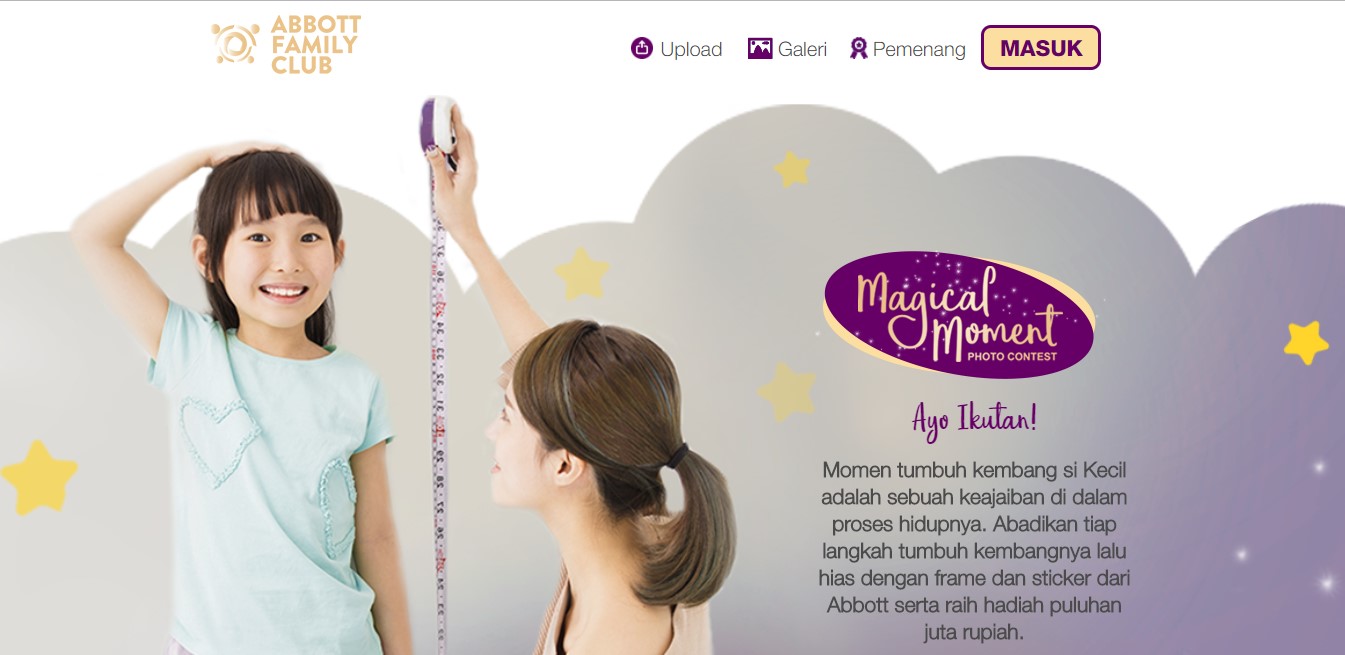 ABBOTT
FAMILY
CLUB
Upload
Galeri
Pemenang
MASUK
Magical
Moment
PHOTO CONTEST
Ayo Ikutan!
Momen tumbuh kembang si Kecil
adalah sebuah keajaiban di dalam
proses hidupnya. Abadikan tiap
langkah tumbuh kembangnya lalu
hias dengan frame dan sticker dari
Abbott serta raih hadiah puluhan
juta rupiah.